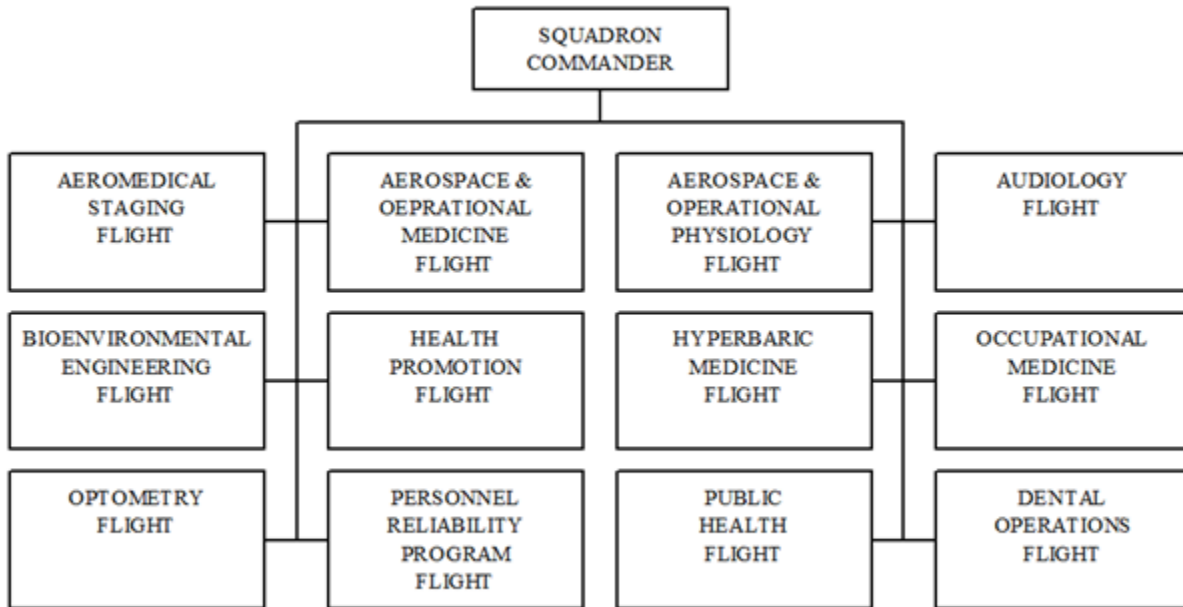 SQUADRON
COMMANDER
AEROMEDICAL
STAGING
FLIGHT
AEROSPACE &
OEPRATIONAL
MEDICINE
FLIGHT
AEROSPACE &
OPERATIONAL
PHYSIOLOGY
FLIGHT
AUDIOLOGY
FLIGHT
BIOENVIRONMENTAL
ENGINEERING
FLIGHT
HEALTH
PROMOTION
FLIGHT
HYPERBARIC
MEDICINE
FLIGHT
OCCUPATIONAL
MEDICINE
FLIGHT
OPTOMETRY
FLIGHT
PERSONNEL
RELIABILITY
PROGRAM
FLIGHT
PUBLIC
HEALTH
FLIGHT
DENTAL
OPERATIONS
FLIGHT